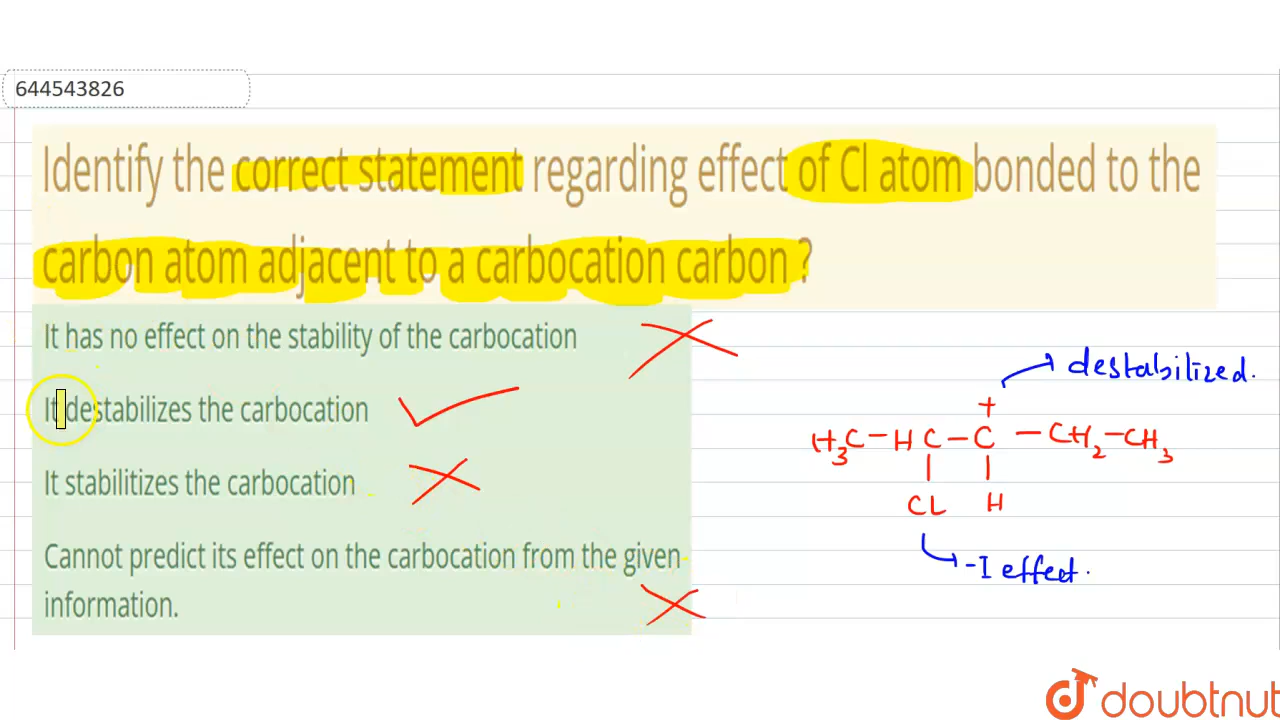 644543826
Identify the correct statement regarding effect of Cl atom bonded to the
carbon atom adjacent to a carbocation carbon ?
It has no effect on the stability of the carbocation
It destabilizes the carbocation
It stabilitizes the carbocation
Cannot predict its effect on the carbocation from the given
information.
destabilized.
+
H3C - HC - C - CH2 - CH3
CL H
-I effect.
doubtnut